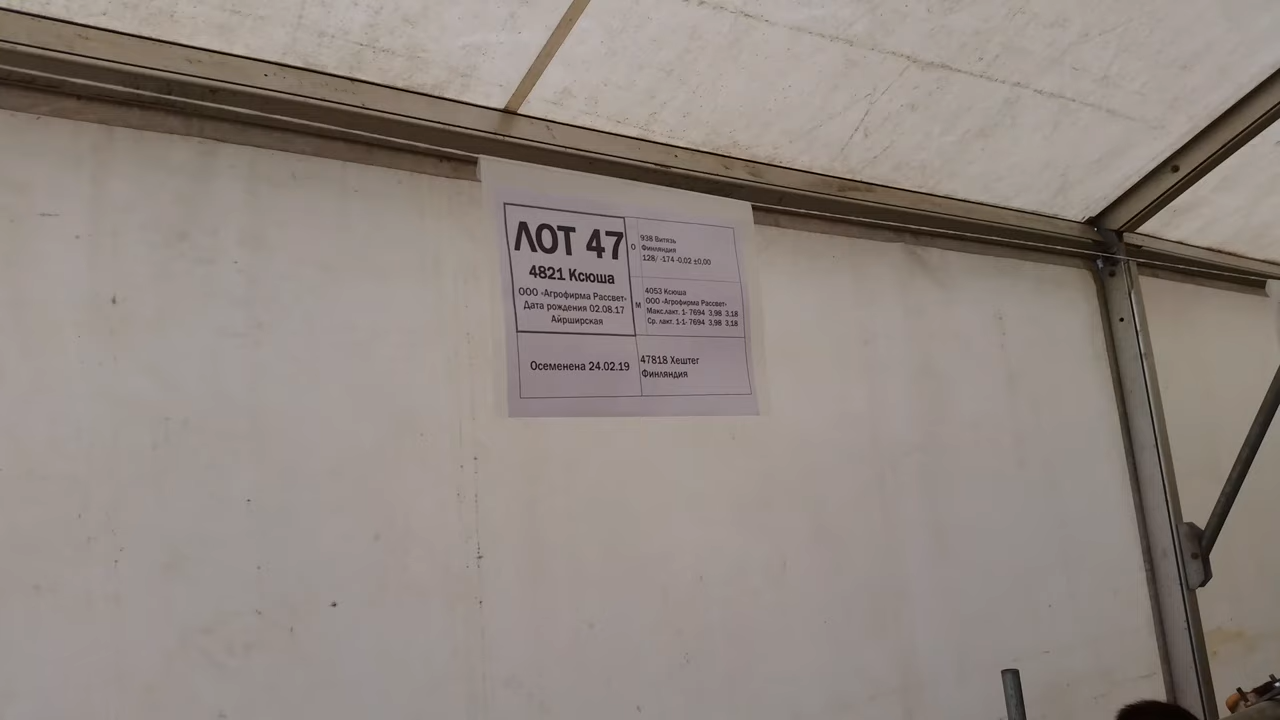 ЛОТ 47
4821 Ксюша
ООО «Агрофирма Рассвет»
Дата рождения 02.08.17
Айрширская
О
938 Витязь
Финляндия
128/ -174 -0,02 ±0,00
М
4053 Ксюша
ООО «Агрофирма Рассвет»
Макс.лакт. 1- 7694 3,98 3,18
Ср. лакт. 1-1- 7694 3,98 3,18
Осеменена 24.02.19
47818 Хештег
Финляндия